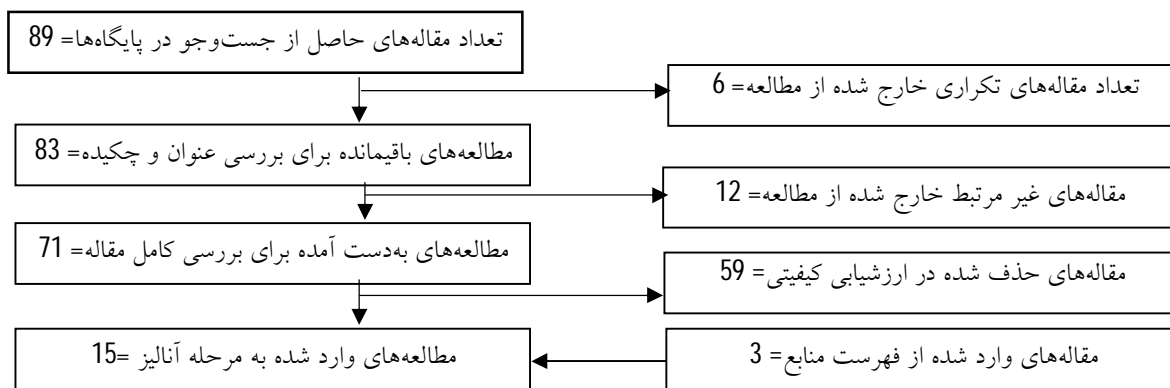 تعداد مقاله‌های حاصل از جست‌وجو در پایگاه‌ها= 89
تعداد مقاله‌های تکراری خارج شده از مطالعه= 6
مطالعه‌های باقیمانده برای بررسی عنوان و چکیده= 83
مقاله‌های غیر مرتبط خارج شده از مطالعه= 12
مطالعه‌های به‌دست آمده برای بررسی کامل مقاله= 71
مقاله‌های حذف شده در ارزشیابی کیفیتی= 59
مقاله‌های وارد شده از فهرست منابع= 3
مطالعه‌های وارد شده به مرحله آنالیز =15